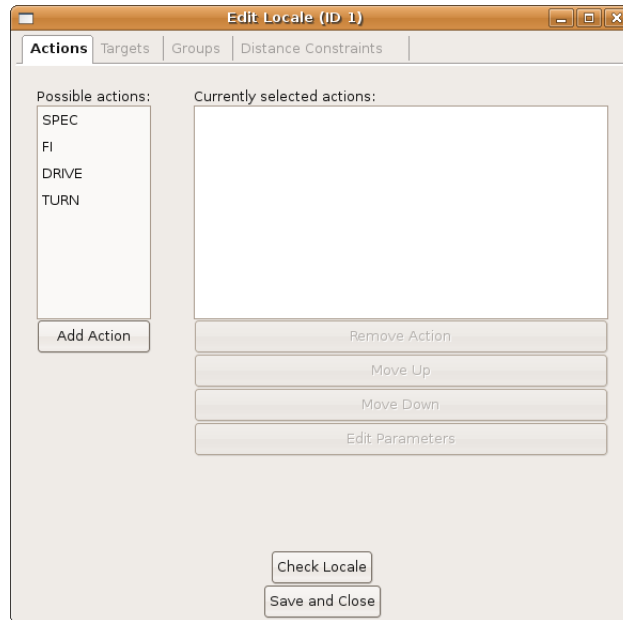 Edit Locale (ID 1)
Actions Targets Groups Distance Constraints
Possible actions:
Currently selected actions:
SPEC
FI
DRIVE
TURN
Add Action
Remove Action
Move Up
Move Down
Edit Parameters
Check Locale
Save and Close